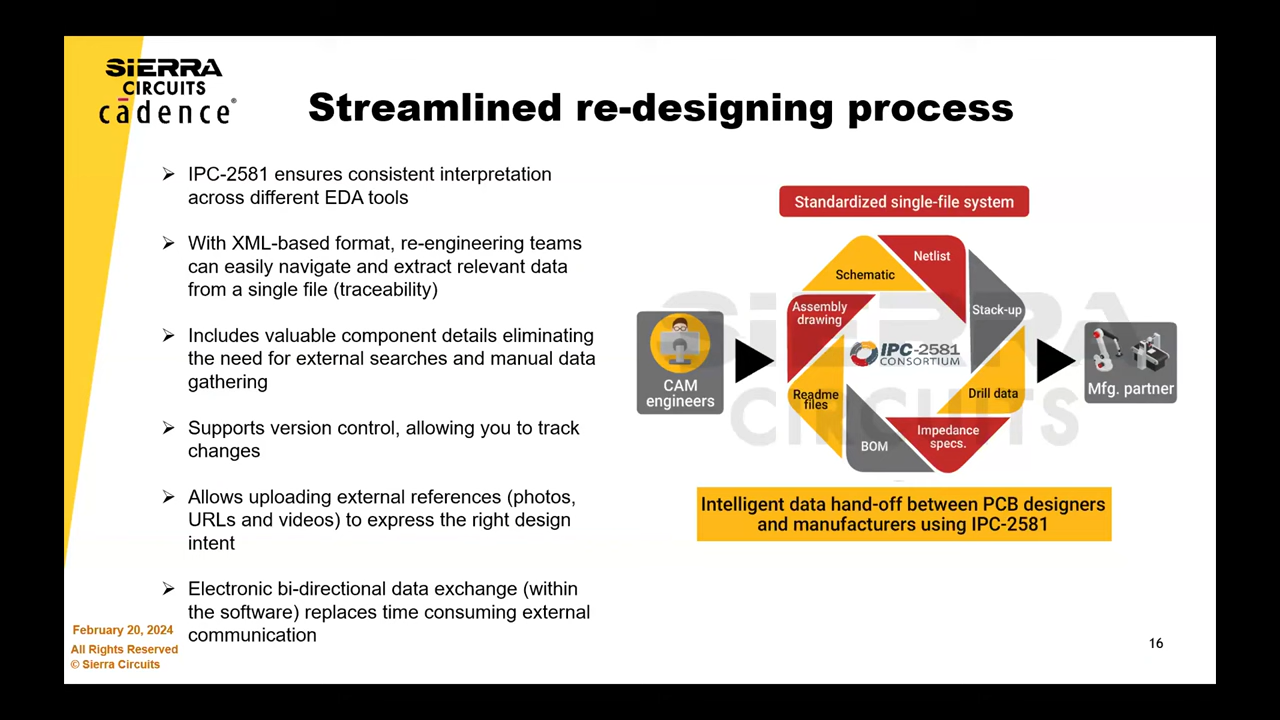 SiERRA
CIRCUITS
cādence®
Streamlined re-designing process
➢ IPC-2581 ensures consistent interpretation
across different EDA tools
➢ With XML-based format, re-engineering teams
can easily navigate and extract relevant data
from a single file (traceability)
➢ Includes valuable component details eliminating
the need for external searches and manual data
gathering
➢ Supports version control, allowing you to track
changes
➢ Allows uploading external references (photos,
URLs and videos) to express the right design
intent
➢ Electronic bi-directional data exchange (within
the software) replaces time consuming external
communication
Standardized single-file system
Netlist
Schematic
Stack-up
Assembly
drawing
IPC-2581
CONSORTIUM
Readme
files
Drill data
Impedance
specs.
BOM
CAM
engineers
Mfg. partner
SiERRA
CIRCUITS
Intelligent data hand-off between PCB designers
and manufacturers using IPC-2581
February 20, 2024
All Rights Reserved
© Sierra Circuits
16